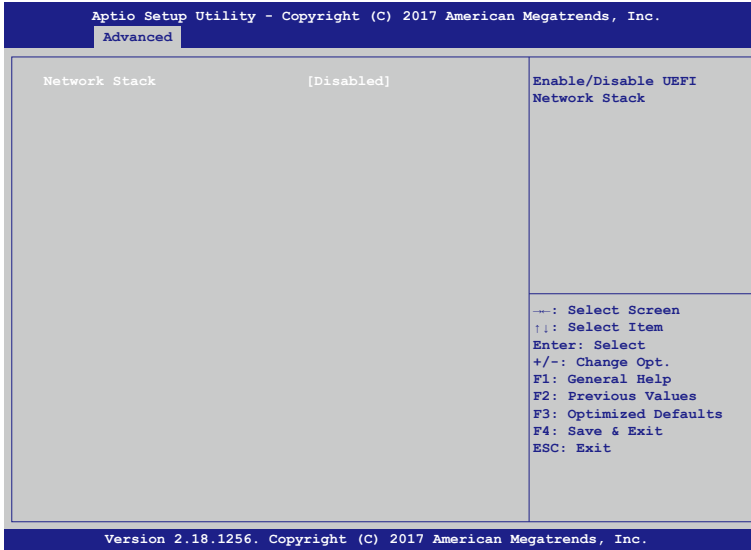 Aptio Setup Utility - Copyright (C) 2017 American Megatrends, Inc.
Advanced
Network Stack [Disabled]
Enable/Disable UEFI
Network Stack
→←: Select Screen
↑↓: Select Item
Enter: Select
+/-: Change Opt.
F1: General Help
F2: Previous Values
F3: Optimized Defaults
F4: Save & Exit
ESC: Exit
Version 2.18.1256. Copyright (C) 2017 American Megatrends, Inc.